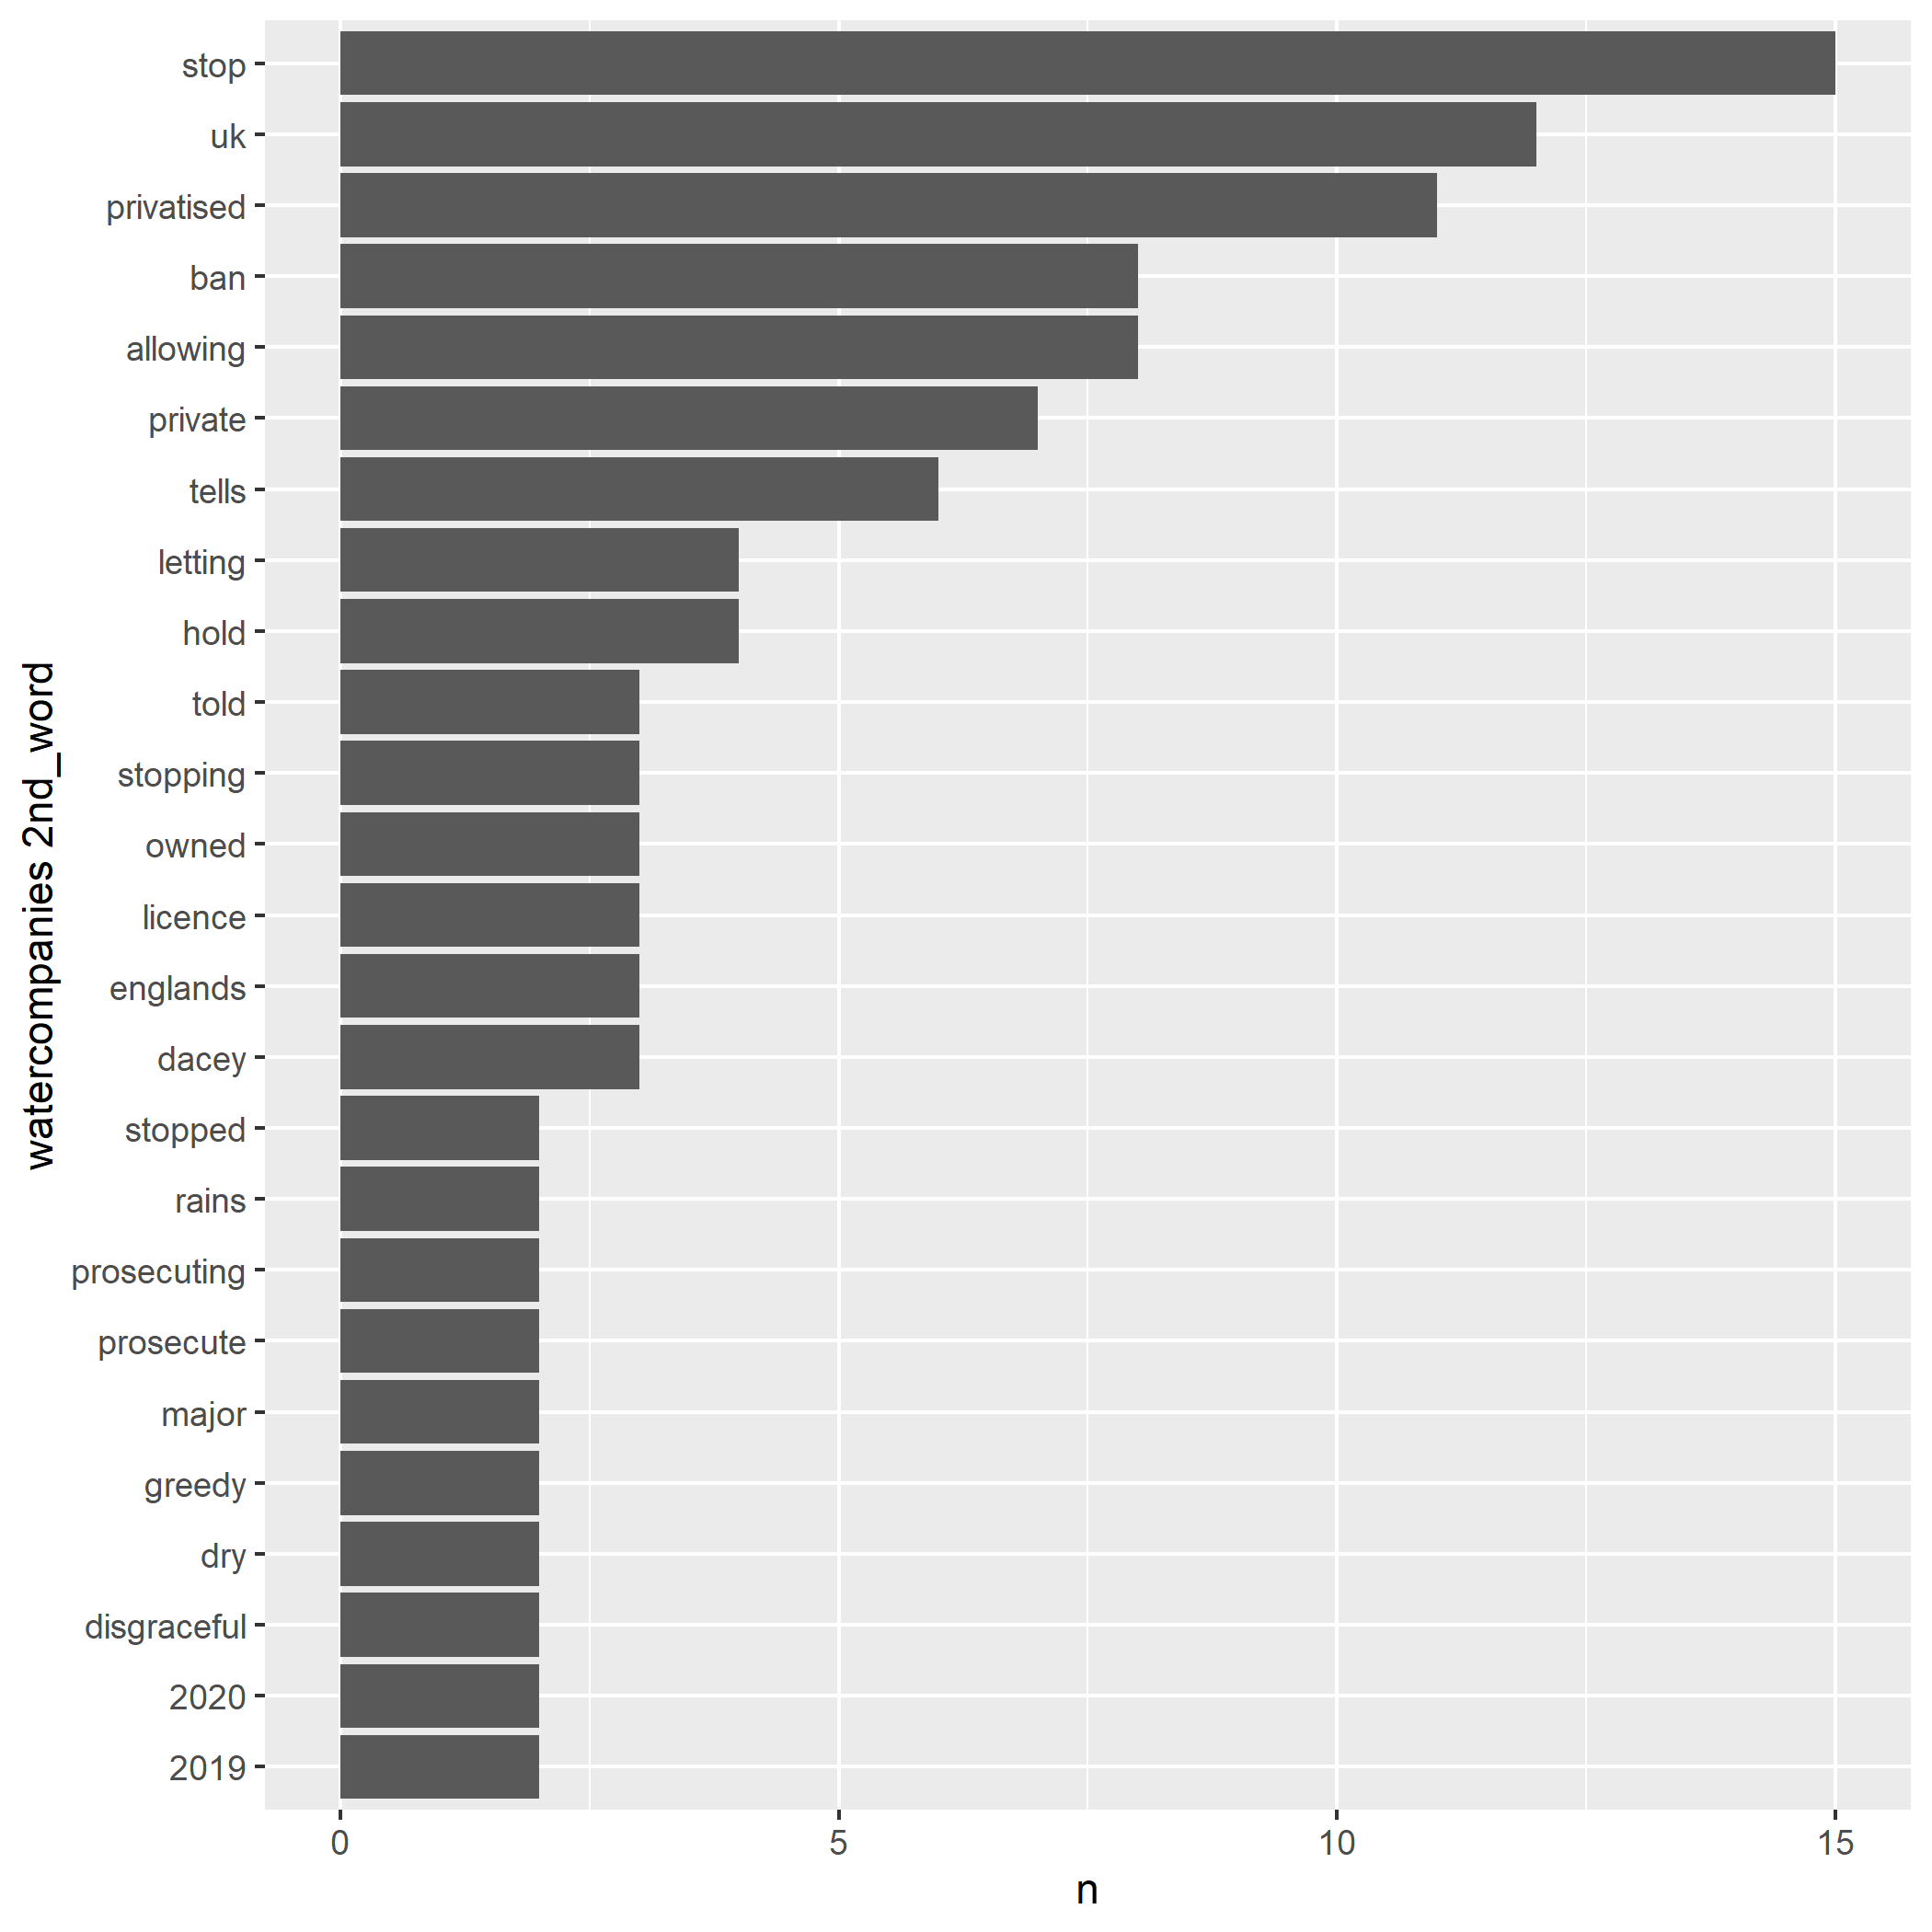 stop
uk
privatised
ban
allowing
private
tells
letting
hold
told
stopping
owned
licence
englands
dacey
stopped
rains
prosecuting
prosecute
major
greedy
dry
disgraceful
2020
2019
watercompanies 2nd_word
0 5 10 15
n